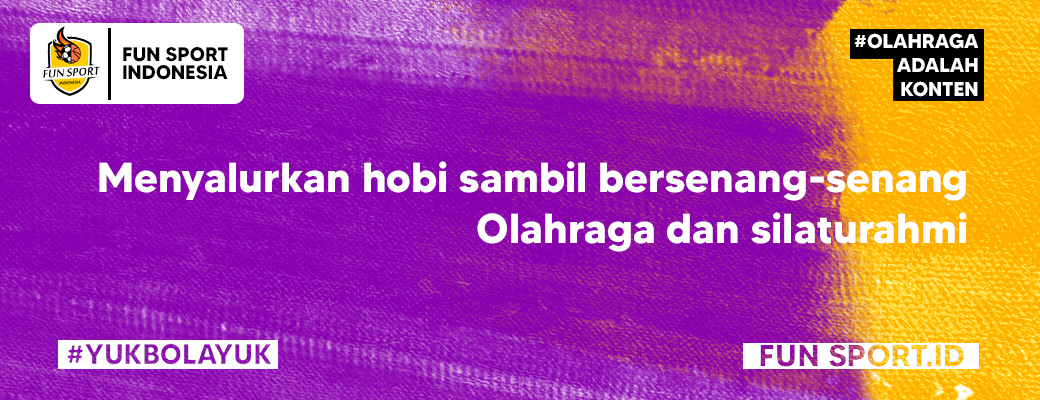 FUN SPORT
INDONESIA
FUN SPORT
INDONESIA
#OLAHRAGA
ADALAH
KONTEN
Menyalurkan hobi sambil bersenang-senang
Olahraga dan silaturahmi
#YUKBOLAYUK
FUN SPORT.ID